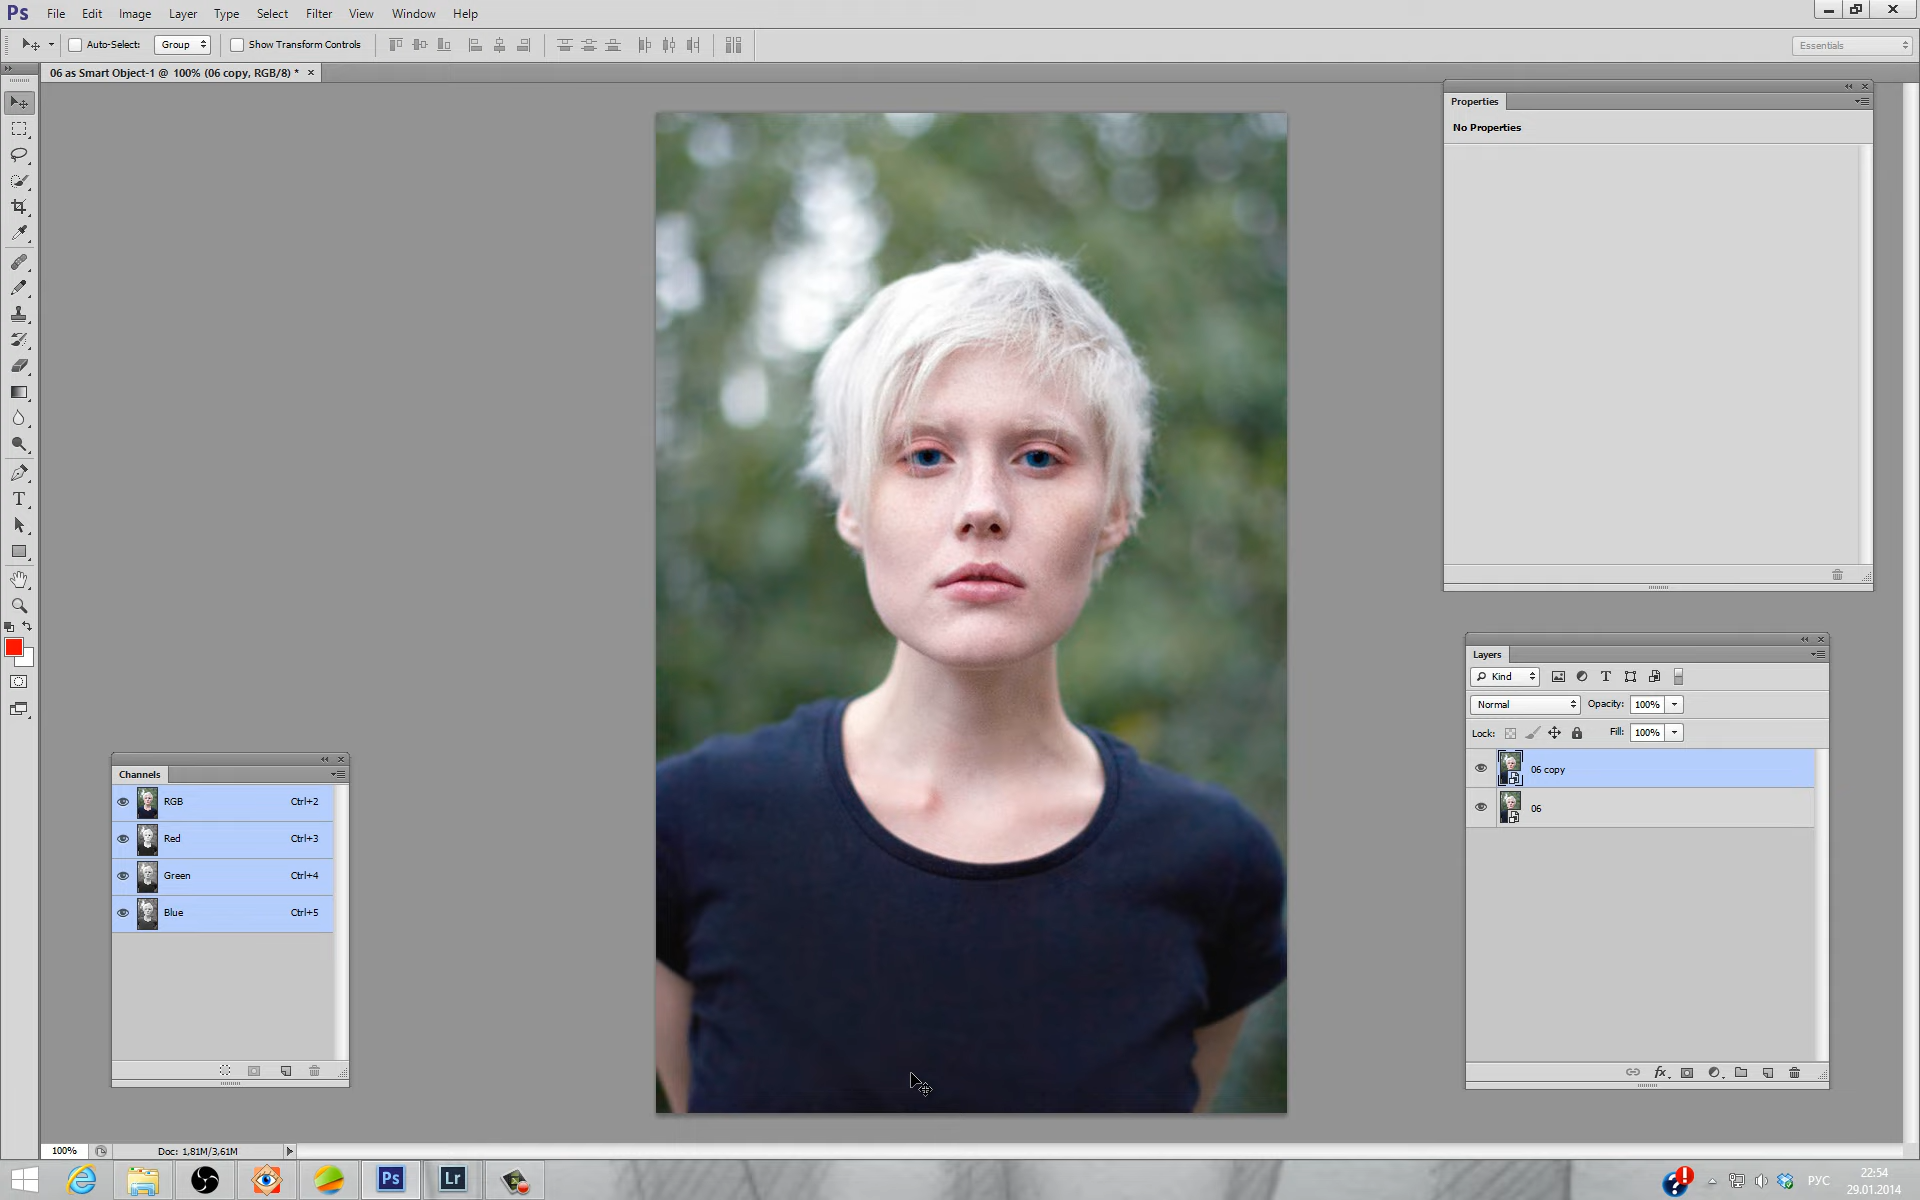 Ps File Edit Image Layer Type Select Filter View Window Help
Auto-Select: Group Show Transform Controls Essentials
06 as Smart Object-1 @ 100% (06 copy, RGB/8) * ×
Properties
No Properties
Layers
Kind T
Normal Opacity: 100%
Lock: Fill: 100%
06 copy
06
fx
Channels
RGB Ctrl+2
Red Ctrl+3
Green Ctrl+4
Blue Ctrl+5
T
100% Doc: 1,81M/3,61M
Ps Lr РУС 22:54
29.01.2014